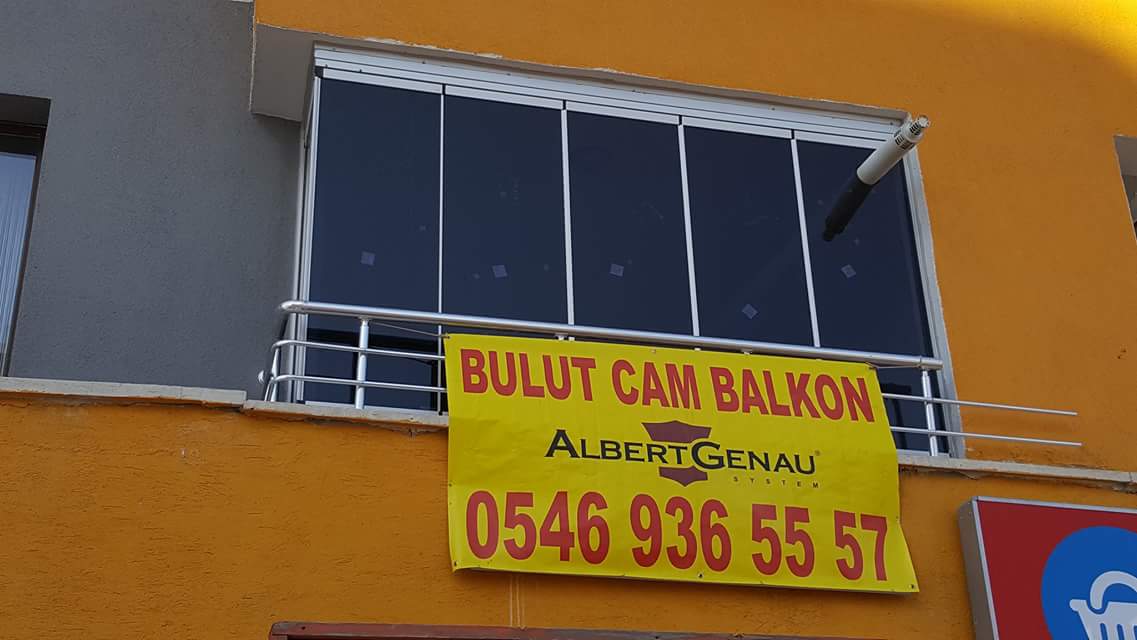 BULUT CAM BALKON
ALBERTGENAU®
SYSTEM
0546 936 55 57